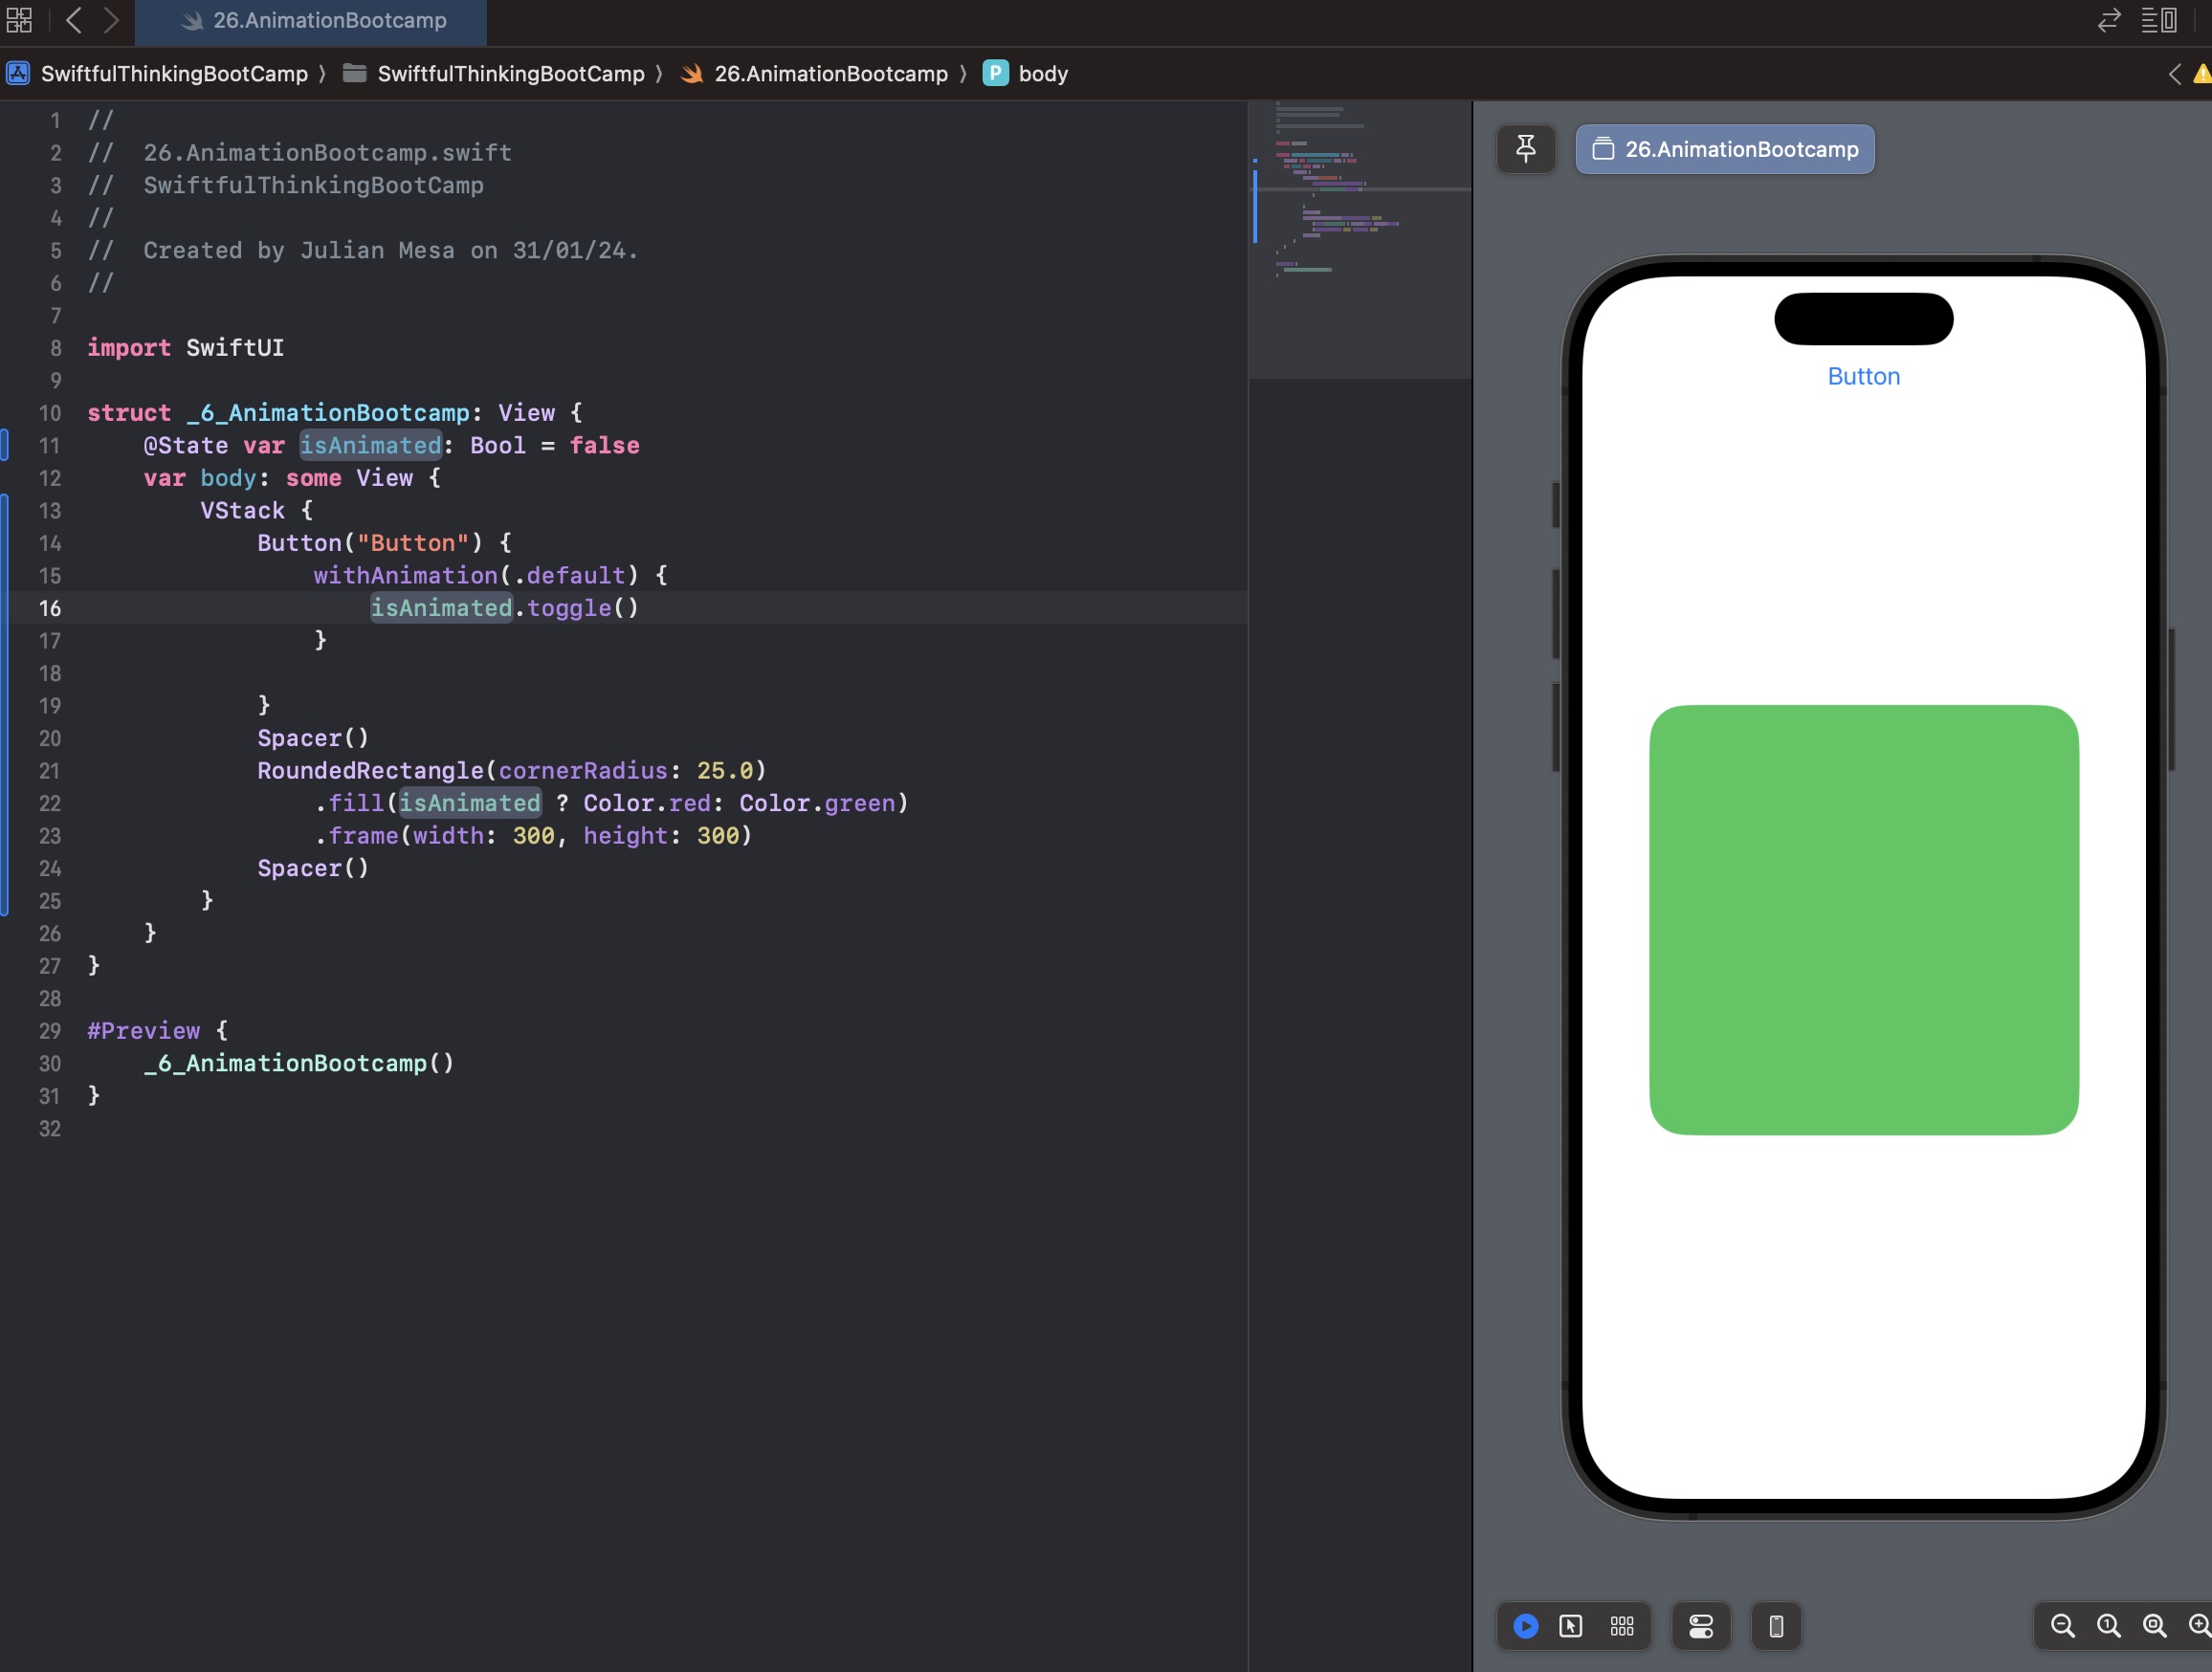 26.AnimationBootcamp
SwiftfulThinkingBootCamp 〉 SwiftfulThinkingBootCamp 〉 26.AnimationBootcamp 〉 P body
1 //
2 //  26.AnimationBootcamp.swift
3 //  SwiftfulThinkingBootCamp
4 //
5 //  Created by Julian Mesa on 31/01/24.
6 //
7
8 import SwiftUI
9
10 struct _6_AnimationBootcamp: View {
11     @State var isAnimated: Bool = false
12     var body: some View {
13         VStack {
14             Button("Button") {
15                 withAnimation(.default) {
16                     isAnimated.toggle()
17                 }
18
19             }
20             Spacer()
21             RoundedRectangle(cornerRadius: 25.0)
22                 .fill(isAnimated ? Color.red: Color.green)
23                 .frame(width: 300, height: 300)
24             Spacer()
25         }
26     }
27 }
28
29 #Preview {
30     _6_AnimationBootcamp()
31 }
32
26.AnimationBootcamp
Button